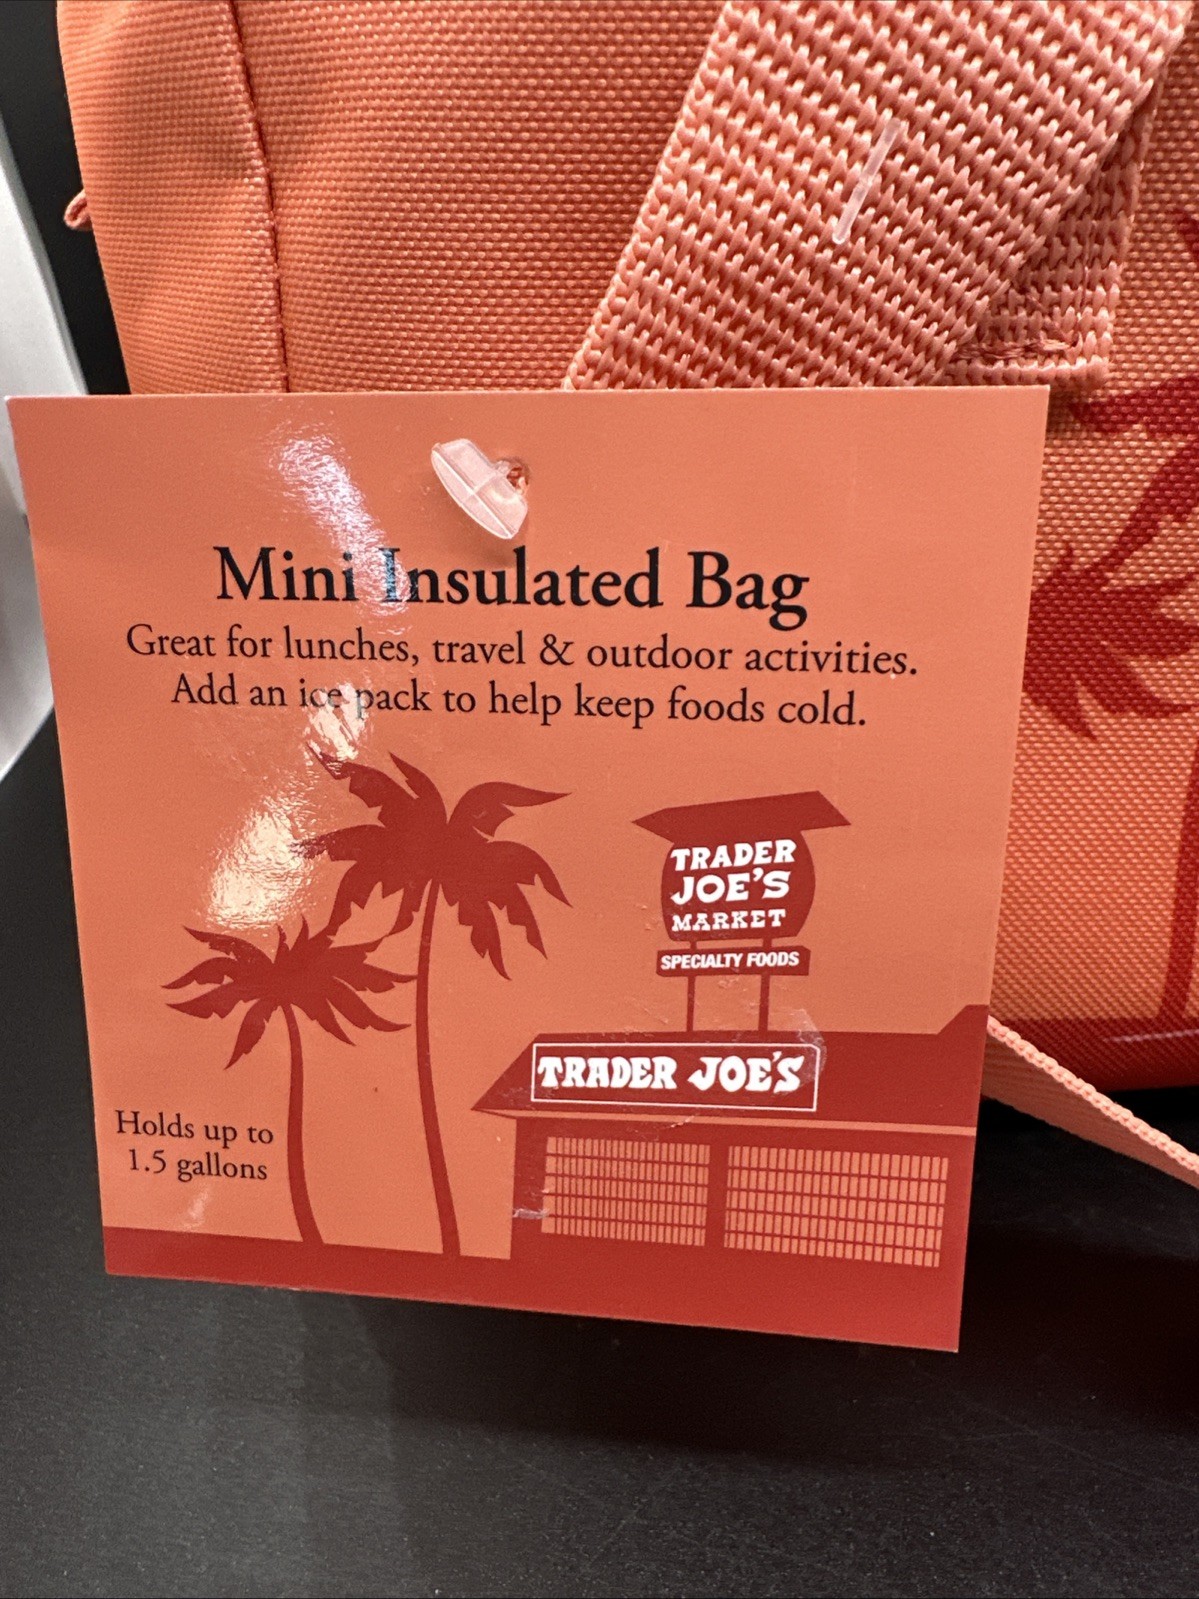 Mini Insulated Bag
Great for lunches, travel & outdoor activities.
Add an ice pack to help keep foods cold.
TRADER
JOE'S
MARKET
SPECIALTY FOODS
TRADER JOE'S
Holds up to
1.5 gallons